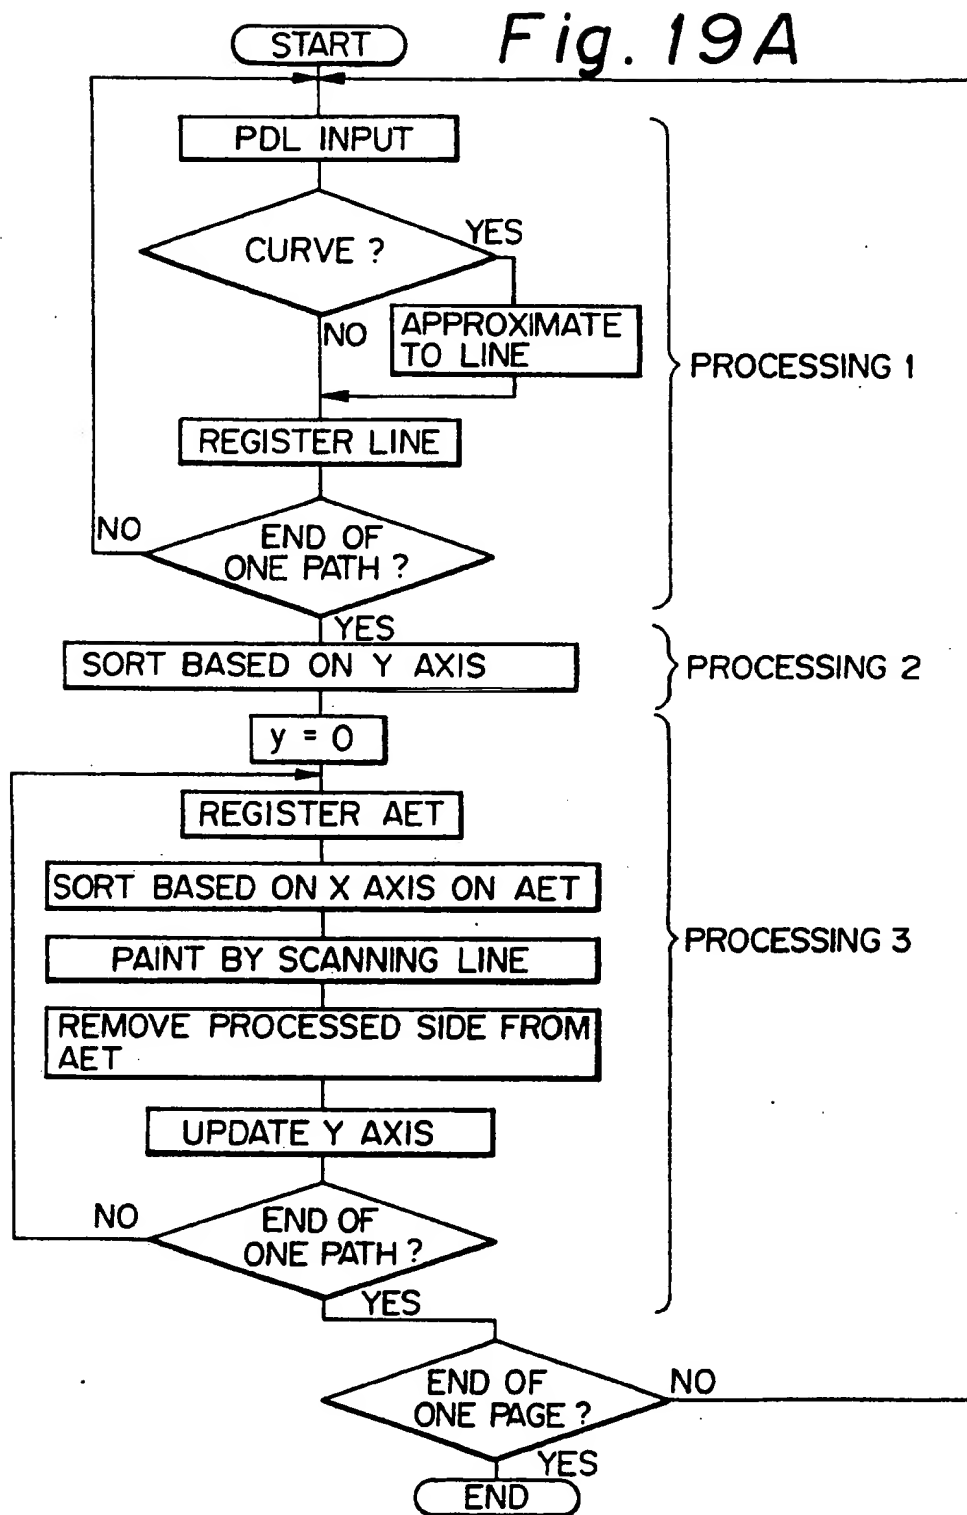 START
Fig. 19A
PDL INPUT
CURVE ?
YES
NO
APPROXIMATE
TO LINE
PROCESSING 1
REGISTER LINE
NO
END OF
ONE PATH ?
YES
SORT BASED ON Y AXIS
PROCESSING 2
y = 0
REGISTER AET
SORT BASED ON X AXIS ON AET
PROCESSING 3
PAINT BY SCANNING LINE
REMOVE PROCESSED SIDE FROM
AET
UPDATE Y AXIS
NO
END OF
ONE PATH ?
YES
END OF
ONE PAGE ?
NO
YES
END